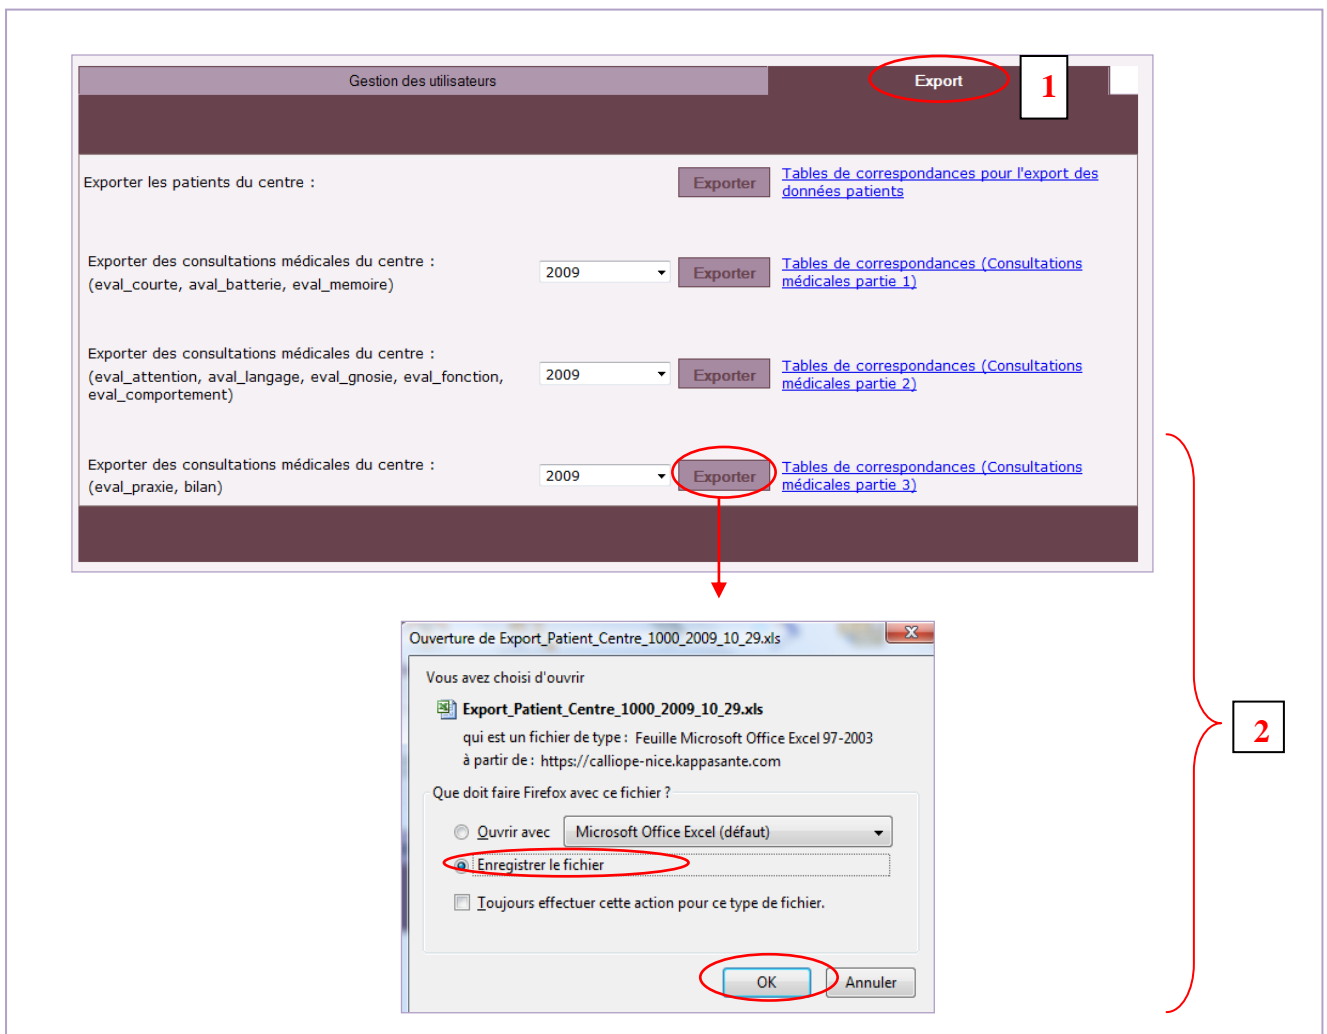 Gestion des utilisateurs
Export
1
Exporter les patients du centre :
Exporter
Tables de correspondances pour l'export des
données patients
Exporter des consultations médicales du centre :
(eval_courte, aval_batterie, eval_memoire)
2009
Exporter
Tables de correspondances (Consultations
médicales partie 1)
Exporter des consultations médicales du centre :
(eval_attention, aval_langage, eval_gnosie, eval_fonction,
eval_comportement)
2009
Exporter
Tables de correspondances (Consultations
médicales partie 2)
Exporter des consultations médicales du centre :
(eval_praxie, bilan)
2009
Exporter
Tables de correspondances (Consultations
médicales partie 3)
Ouverture de Export_Patient_Centre_1000_2009_10_29.xls
x
Vous avez choisi d'ouvrir
Export_Patient_Centre_1000_2009_10_29.xls
qui est un fichier de type : Feuille Microsoft Office Excel 97-2003
à partir de : https://calliope-nice.kappasante.com
Que doit faire Firefox avec ce fichier ?
Ouvrir avec
Microsoft Office Excel (défaut)
Enregistrer le fichier
Toujours effectuer cette action pour ce type de fichier.
OK
Annuler
2